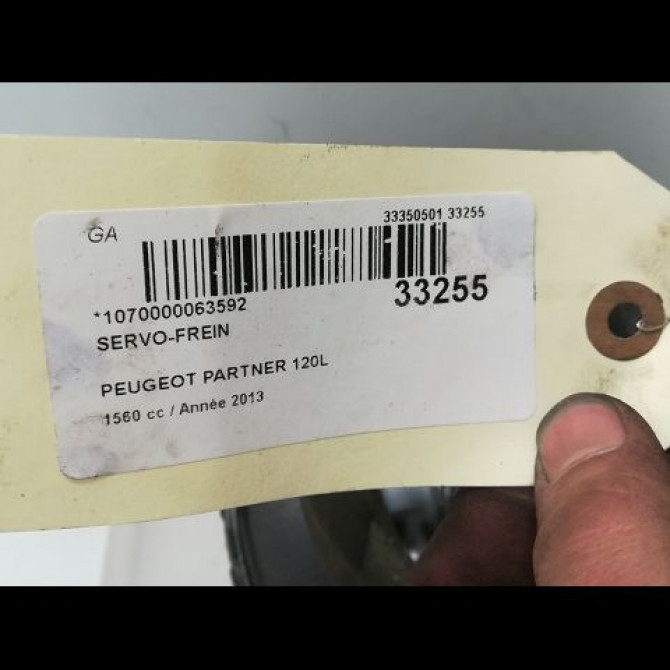 GA
33350501 33255
*1070000063592
33255
SERVO-FREIN
PEUGEOT PARTNER 120L
1560 cc / Année 2013